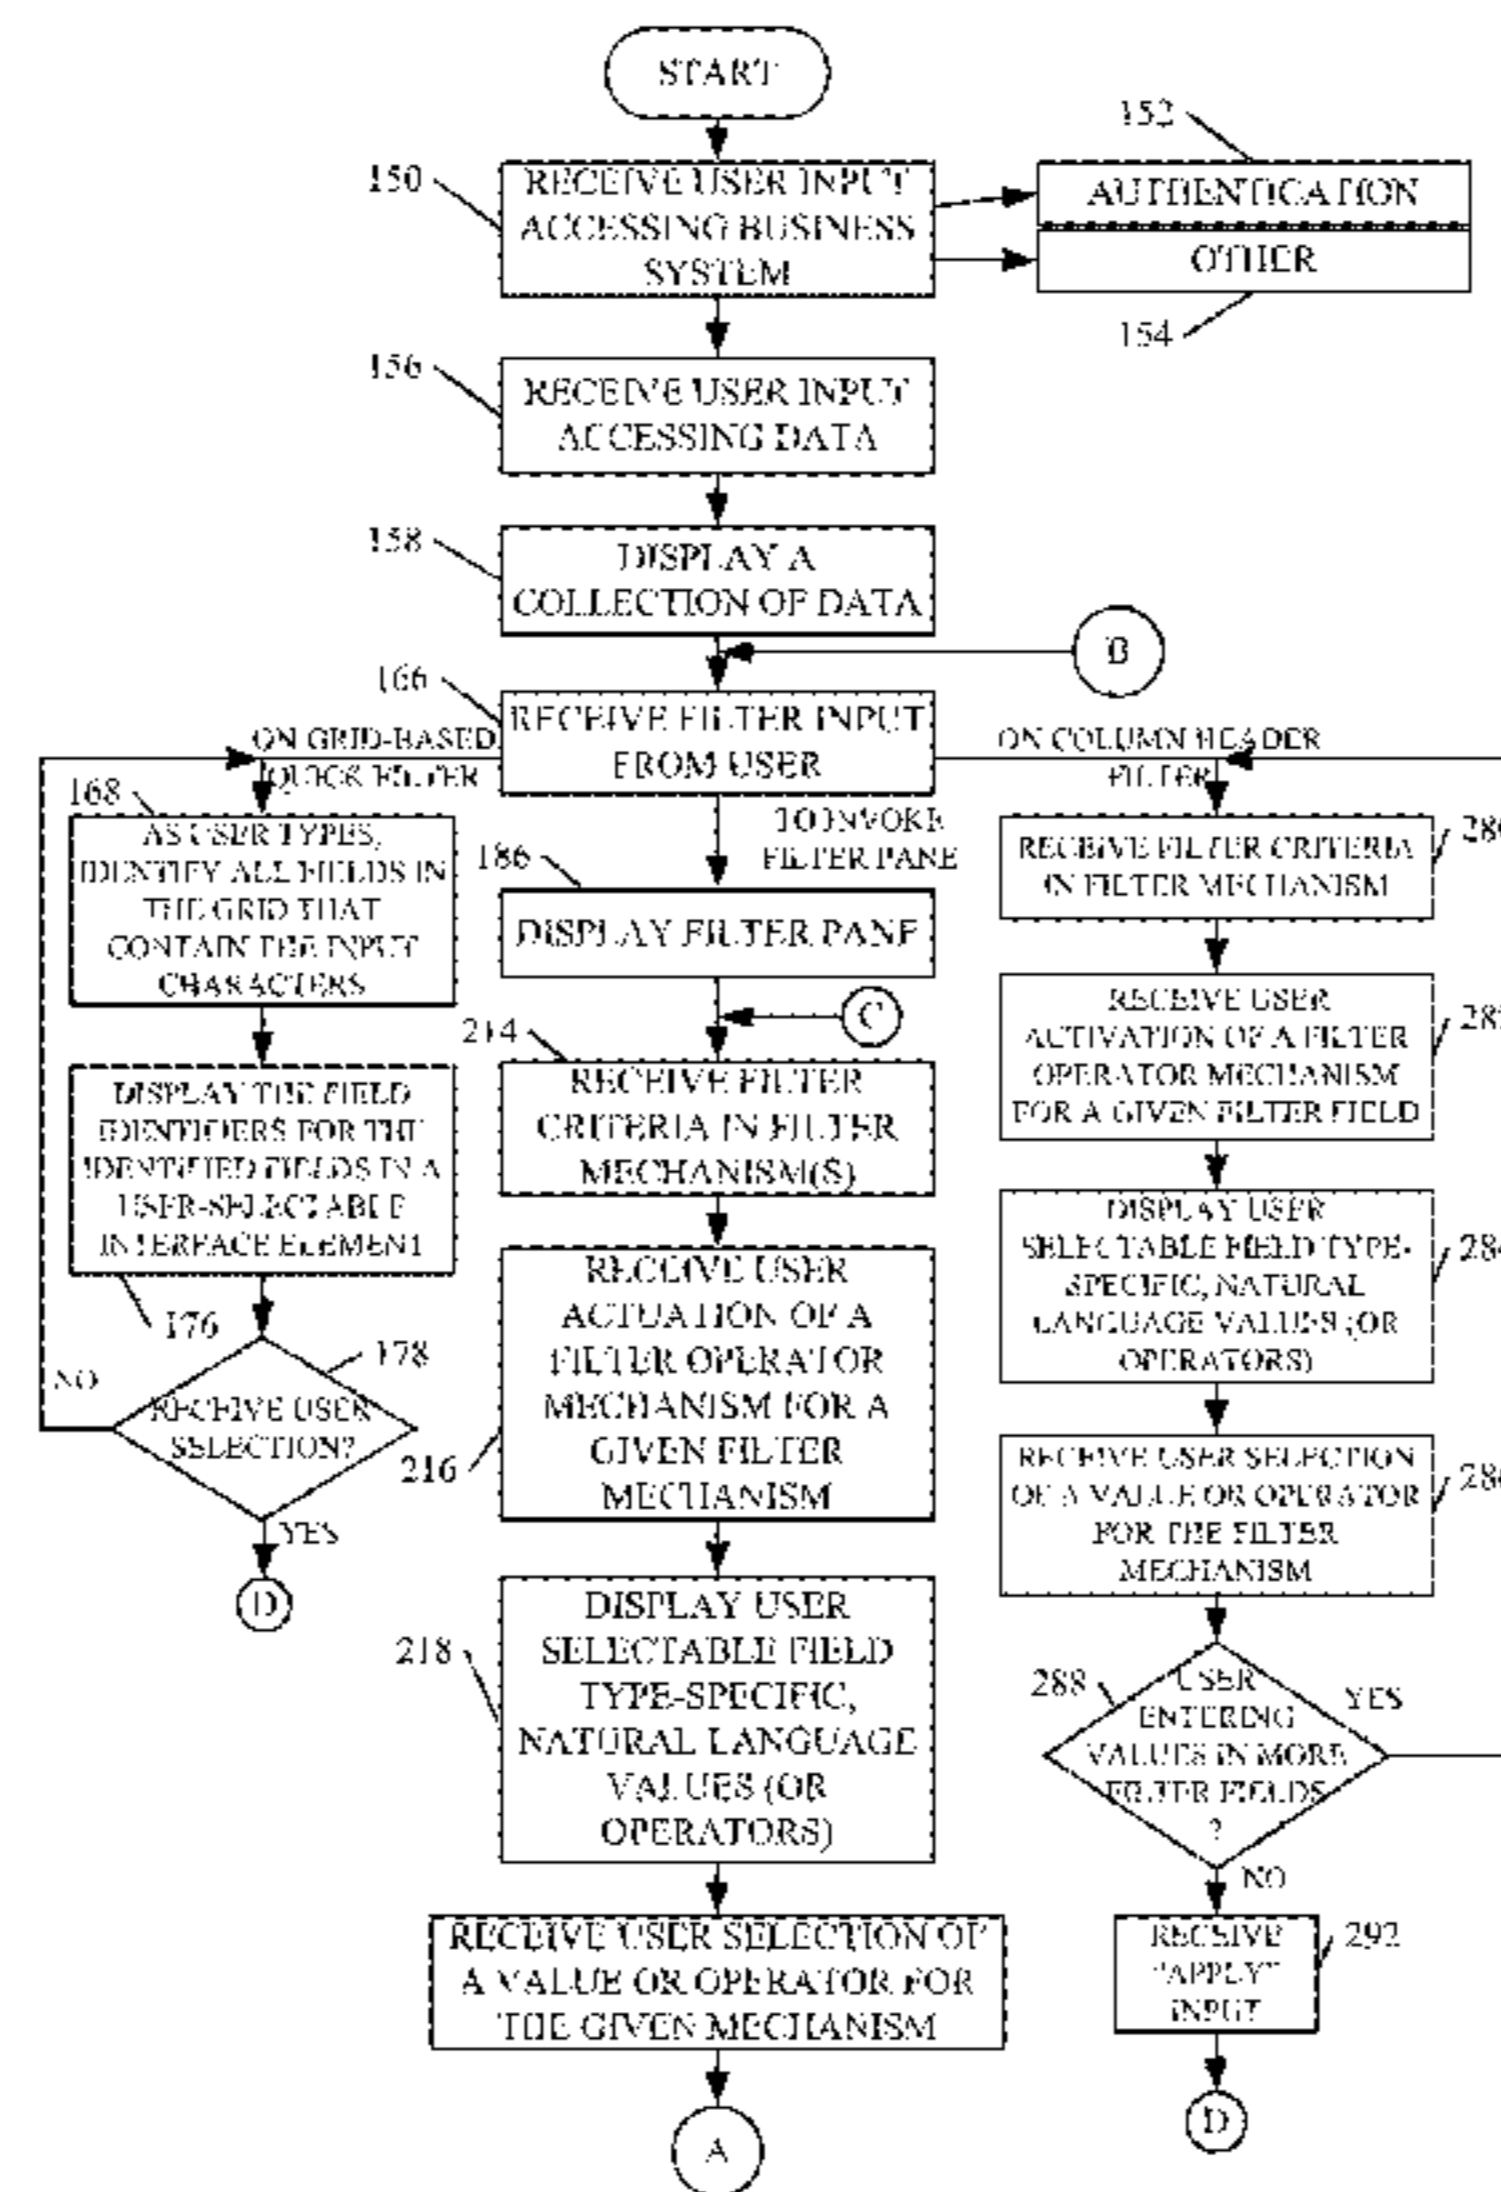 START
152
150
RECEIVE USER INPUT
ACCESSING BUSINESS
SYSTEM
AUTHENTICATION
OTHER
154
156
RECEIVE USER INPUT
ACCESSING DATA
158
DISPLAY A
COLLECTION OF DATA
B
166
RECEIVE FILTER INPUT
FROM USER
ON GRID-BASED
QUICK FILTER
ON COLUMN HEADER
FILTER
TO INVOKE
FILTER PANE
168
AS USER TYPES,
IDENTIFY ALL FIELDS IN
THE GRID THAT
CONTAIN THE INPUT
CHARACTERS
DISPLAY THE FIELD
IDENTIFIERS FOR THE
IDENTIFIED FIELDS IN A
USER-SELECTABLE
INTERFACE ELEMENT
176
178
RECEIVE USER
SELECTION?
NO
YES
D
186
DISPLAY FILTER PANE
C
214
RECEIVE FILTER
CRITERIA IN FILTER
MECHANISM(S)
RECEIVE USER
ACTUATION OF A
FILTER OPERATOR
MECHANISM FOR A
GIVEN FILTER
MECHANISM
216
218
DISPLAY USER
SELECTABLE FIELD
TYPE-SPECIFIC,
NATURAL LANGUAGE
VALUES (OR
OPERATORS)
RECEIVE USER SELECTION OF
A VALUE OR OPERATOR FOR
THE GIVEN MECHANISM
A
RECEIVE FILTER CRITERIA
IN FILTER MECHANISM
RECEIVE USER
ACTIVATION OF A FILTER
OPERATOR MECHANISM
FOR A GIVEN FILTER FIELD
DISPLAY USER
SELECTABLE FIELD TYPE-
SPECIFIC, NATURAL
LANGUAGE VALUES (OR
OPERATORS)
RECEIVE USER SELECTION
OF A VALUE OR OPERATOR
FOR THE FILTER
MECHANISM
288
USER
ENTERING
VALUES IN MORE
FILTER FIELDS
?
YES
NO
RECEIVE
"APPLY"
INPUT
292
D